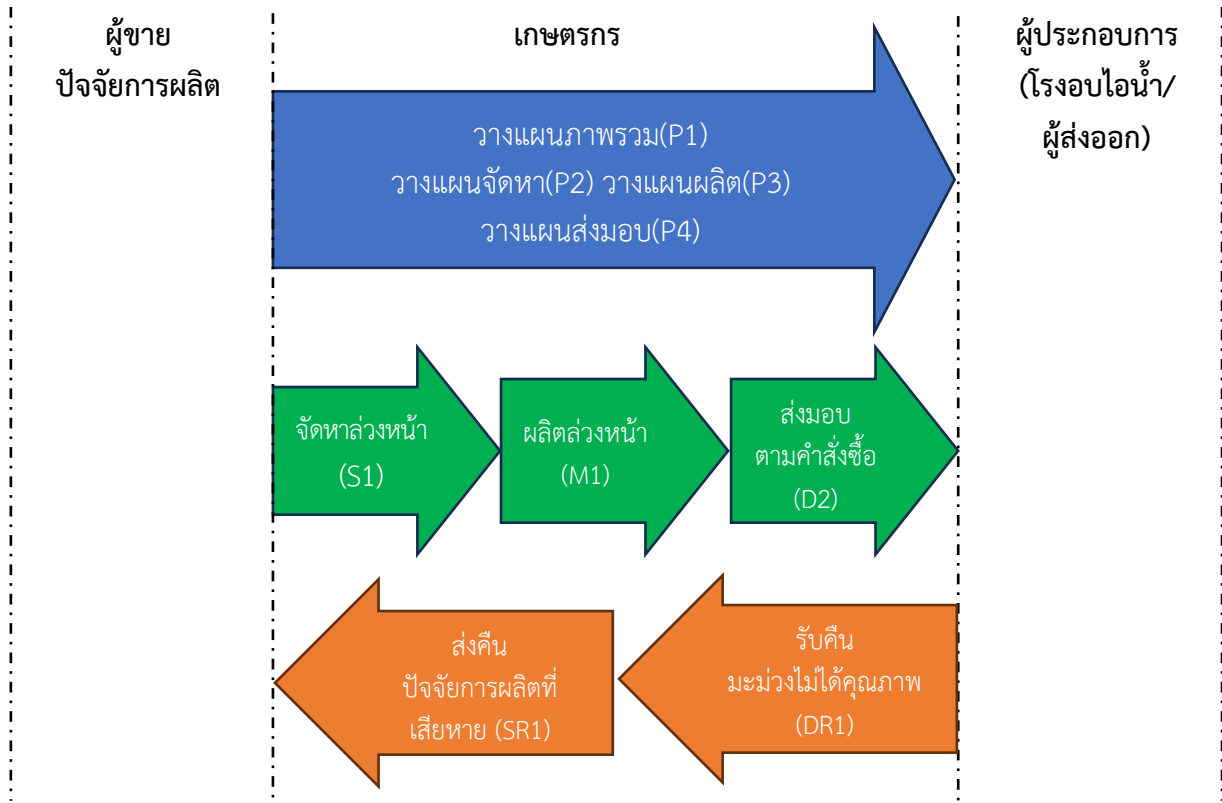 ผู้ขาย
ปัจจัยการผลิต
เกษตรกร
ผู้ประกอบการ
(โรงอบไอน้ำ/
ผู้ส่งออก)
วางแผนภาพรวม(P1)
วางแผนจัดหา(P2) วางแผนผลิต(P3)
วางแผนส่งมอบ(P4)
จัดหาล่วงหน้า
(S1)
ผลิตล่วงหน้า
(M1)
ส่งมอบ
ตามคำสั่งซื้อ
(D2)
ส่งคืน
ปัจจัยการผลิตที่
เสียหาย (SR1)
รับคืน
มะม่วงไม่ได้คุณภาพ
(DR1)